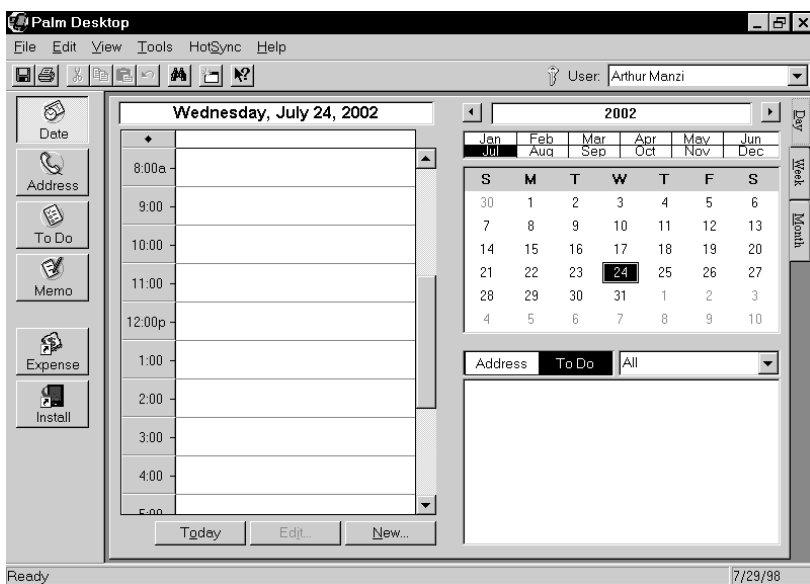 Palm Desktop
File Edit View Tools HotSync Help
User: Arthur Manzi
Date
Address
To Do
Memo
Expense
Install
Wednesday, July 24, 2002
8:00a
9:00
10:00
11:00
12:00p
1:00
2:00
3:00
4:00
5:00
Today Edit... New...
2002
Jan Feb Mar Apr May Jun
Jul Aug Sep Oct Nov Dec
S M T W T F S
30 1 2 3 4 5 6
7 8 9 10 11 12 13
14 15 16 17 18 19 20
21 22 23 24 25 26 27
28 29 30 31 1 2 3
4 5 6 7 8 9 10
Address To Do All
Day
Week
Month
Ready 7/29/98